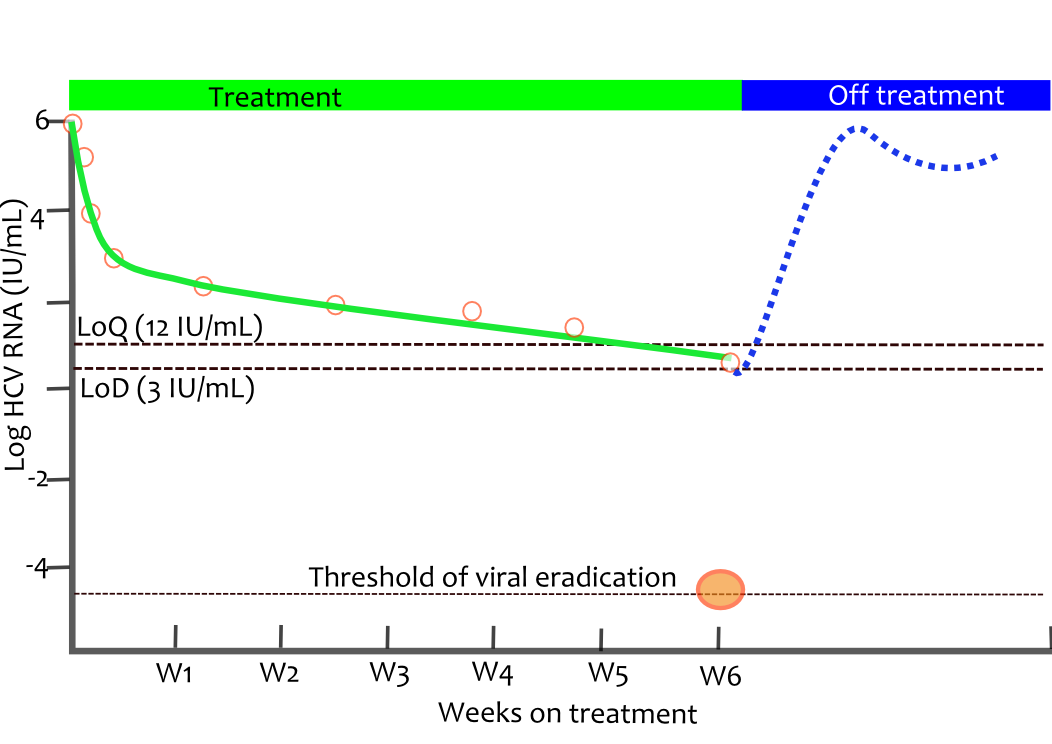 Treatment
Off treatment
6
4
-2
-4
Log HCV RNA (IU/mL)
LoQ (12 IU/mL)
LoD (3 IU/mL)
Threshold of viral eradication
W1 W2 W3 W4 W5 W6
Weeks on treatment